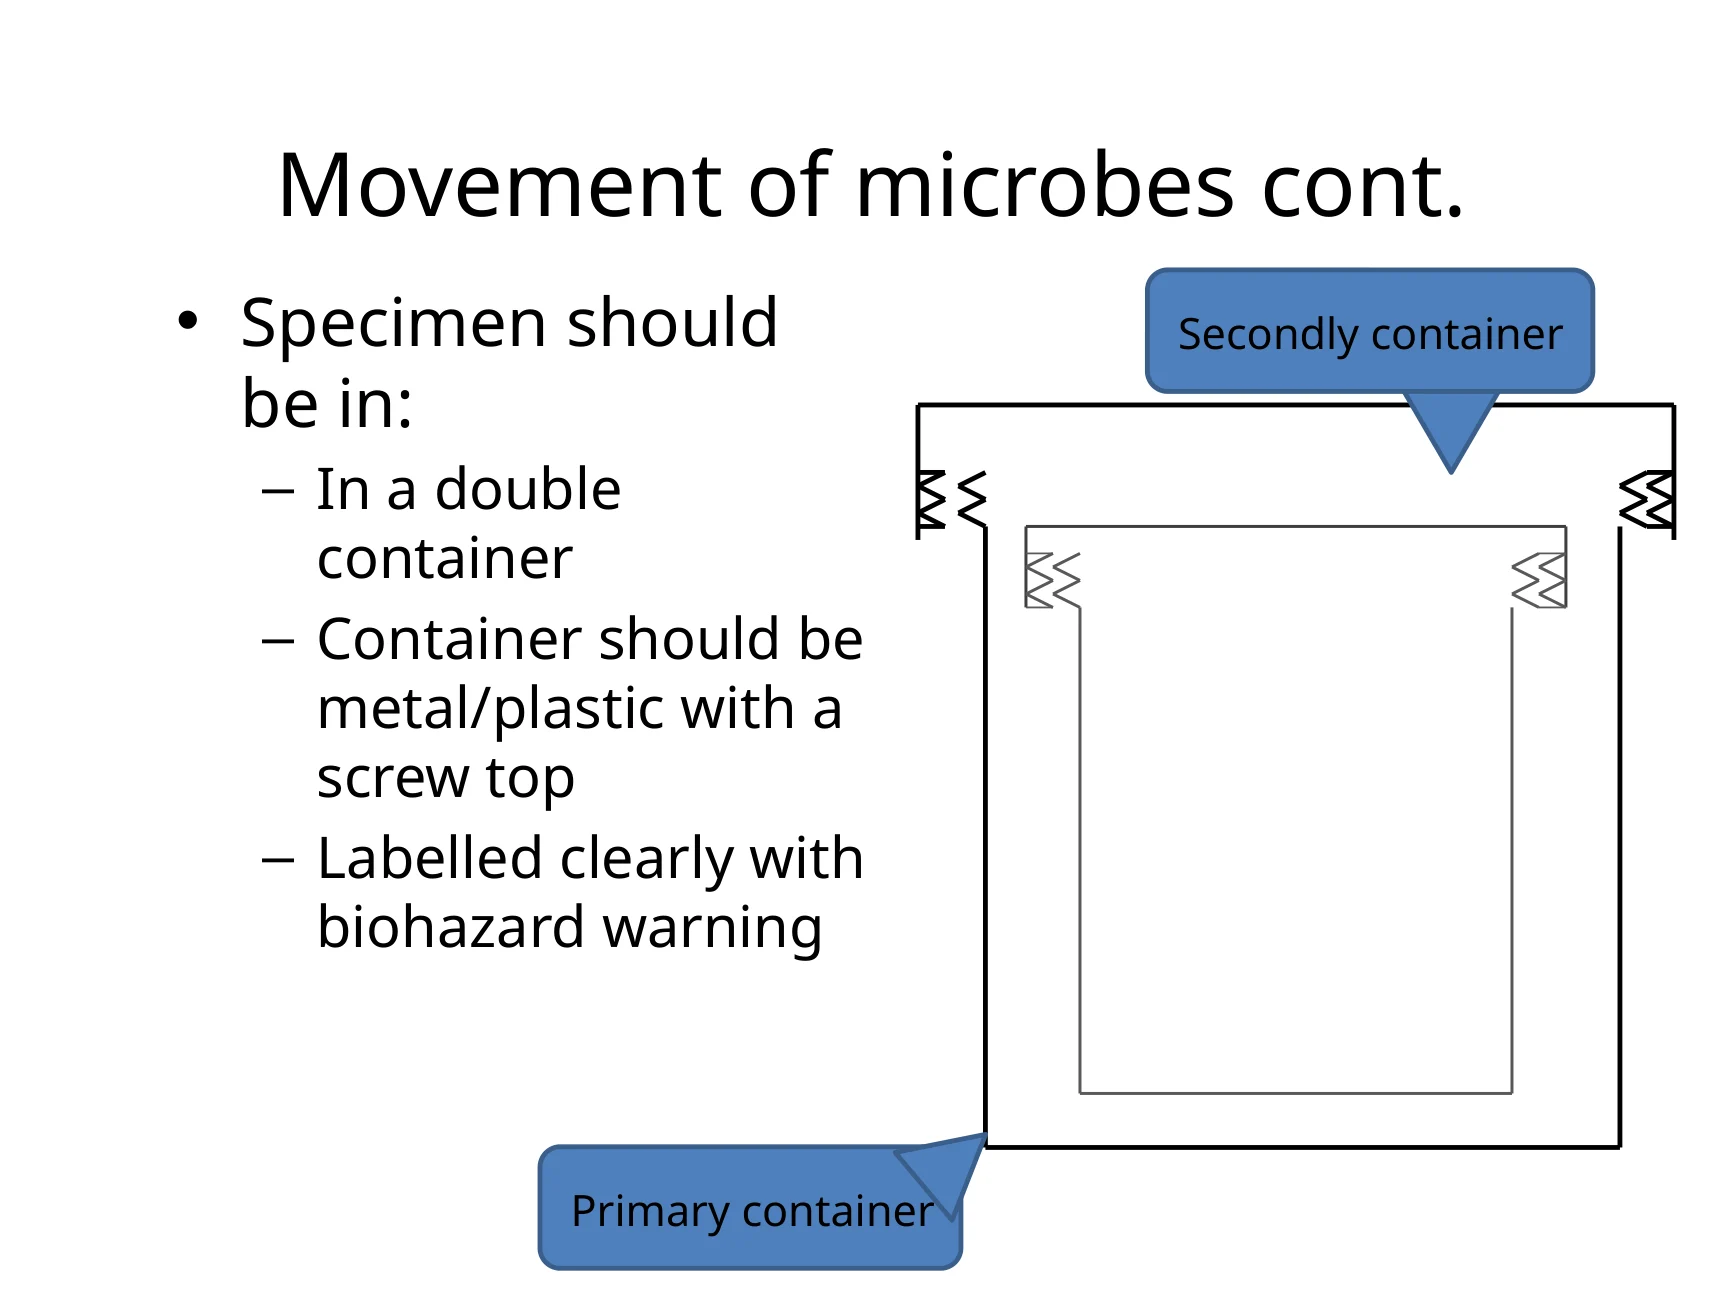 Movement of microbes cont.
• Specimen should
be in:
– In a double
container
– Container should be
metal/plastic with a
screw top
– Labelled clearly with
biohazard warning
Secondly container
Primary container